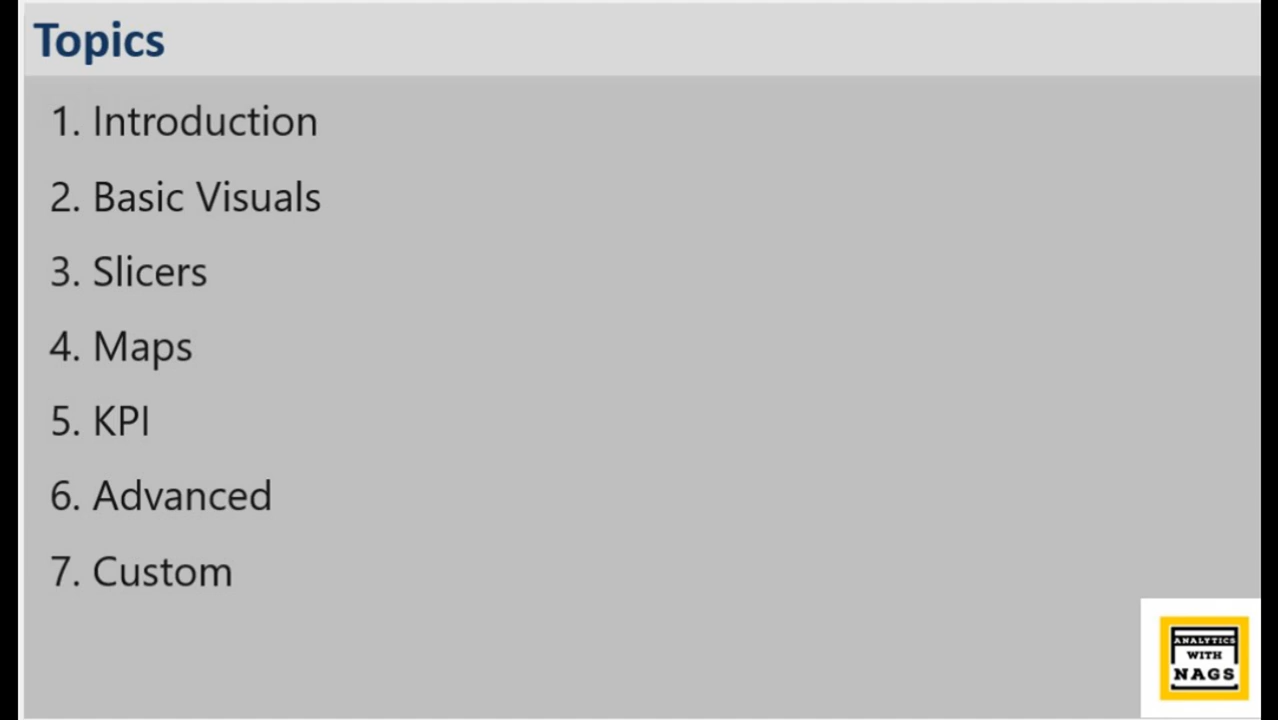 Topics
1. Introduction
2. Basic Visuals
3. Slicers
4. Maps
5. KPI
6. Advanced
7. Custom
ANALYTICS
WITH
NAGS